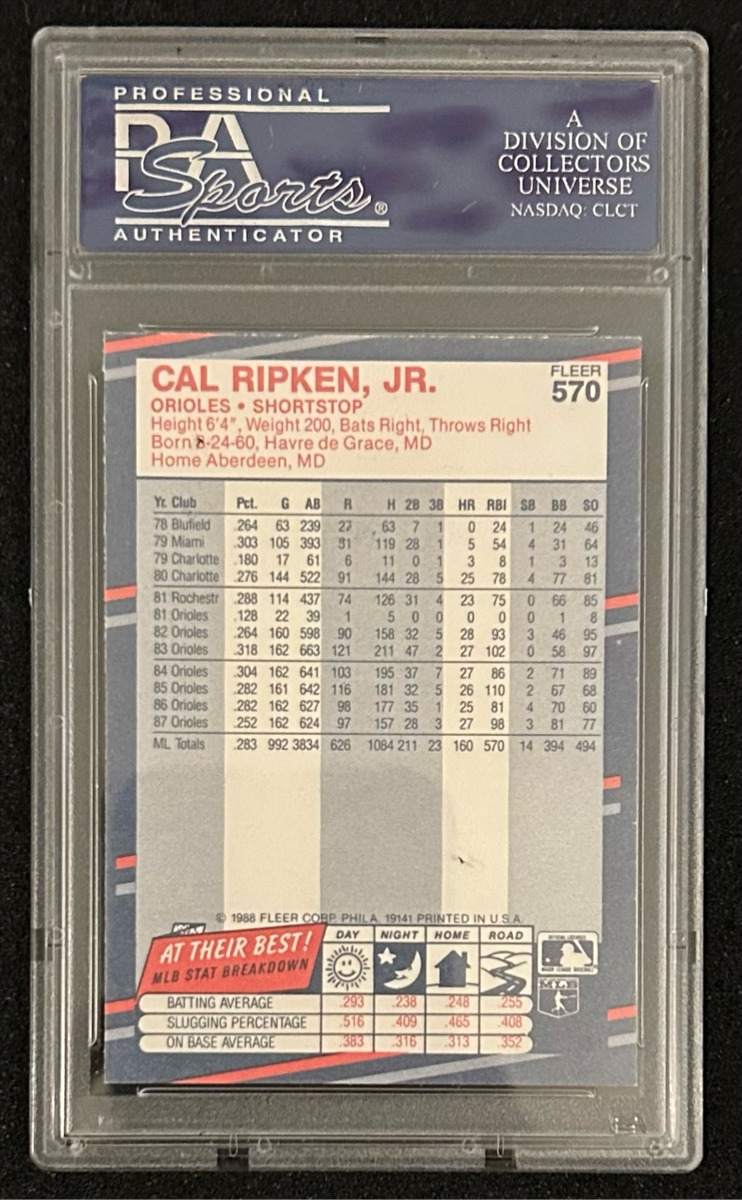 PROFESSIONAL
PSA
Sports®
AUTHENTICATOR
A
DIVISION OF
COLLECTORS
UNIVERSE
NASDAQ: CLCT
CAL RIPKEN, JR.
FLEER
570
ORIOLES • SHORTSTOP
Height 6'4", Weight 200, Bats Right, Throws Right
Born 8-24-60, Havre de Grace, MD
Home Aberdeen, MD
Yr. Club Pct. G AB R H 2B 3B HR RBI SB BB SO
78 Blufield .264 63 239 27 63 7 1 0 24 1 24 46
79 Miami .303 105 393 51 119 28 1 5 54 4 31 64
79 Charlotte .180 17 61 6 11 0 1 3 8 1 3 13
80 Charlotte .276 144 522 91 144 28 5 25 78 4 77 81
81 Rochestr .288 114 437 74 126 31 4 23 75 0 66 85
81 Orioles .128 22 39 1 5 0 0 0 0 0 1 8
82 Orioles .264 160 598 90 158 32 5 28 93 3 46 95
83 Orioles .318 162 663 121 211 47 2 27 102 0 58 97
84 Orioles .304 162 641 103 195 37 7 27 86 2 71 89
85 Orioles .282 161 642 116 181 32 5 26 110 2 67 68
86 Orioles .282 162 627 98 177 35 1 25 81 4 70 60
87 Orioles .252 162 624 97 157 28 3 27 98 3 81 77
ML Totals .283 992 3834 626 1084 211 23 160 570 14 394 494
© 1988 FLEER CORP. PHILA. 19141 PRINTED IN U.S.A.
AT THEIR BEST!
MLB STAT BREAKDOWN
DAY NIGHT HOME ROAD
BATTING AVERAGE .293 .238 .248 .255
SLUGGING PERCENTAGE .516 .409 .465 .408
ON BASE AVERAGE .383 .316 .313 .352
OFFICIAL LICENSEE
MAJOR LEAGUE BASEBALL
MLB